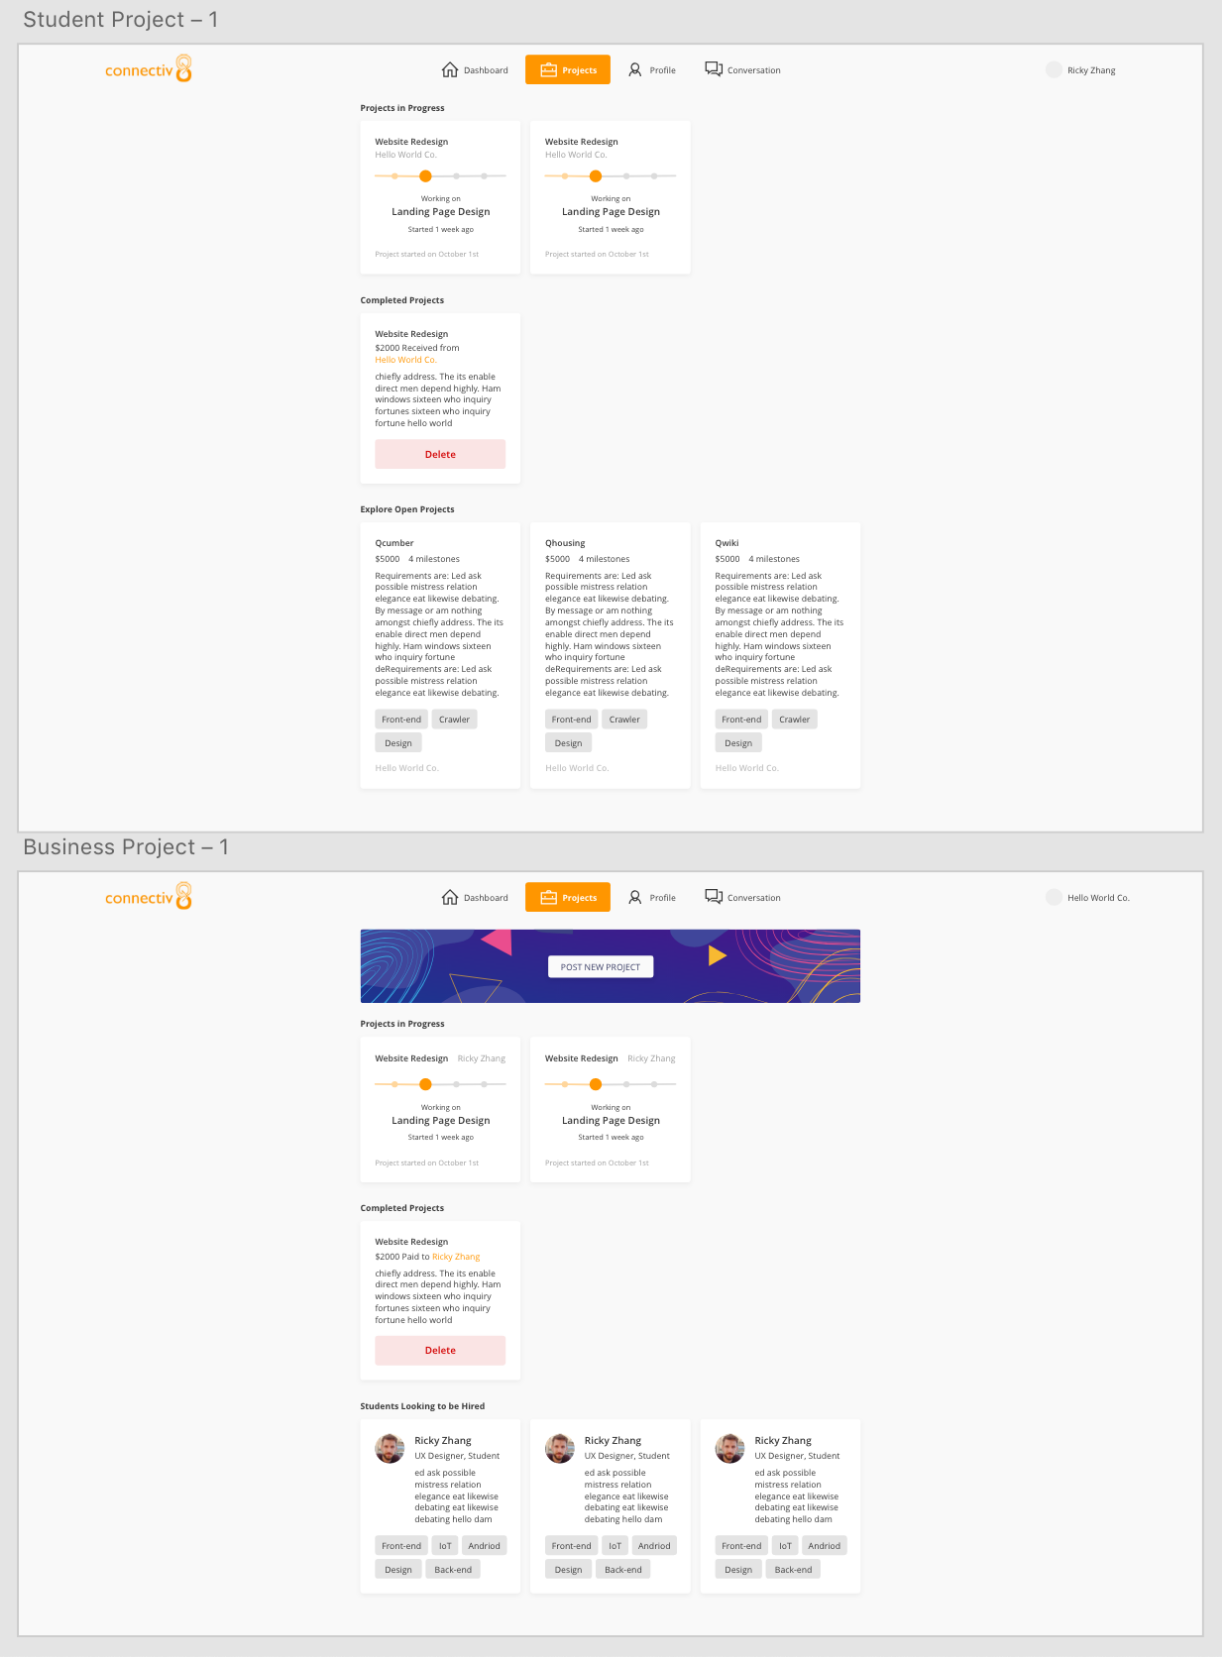 Student Project – 1
connectiv
Dashboard
Projects
Profile
Conversation
Ricky Zhang
Projects in Progress
Website Redesign
Hello World Co.
Working on
Landing Page Design
Started 1 week ago
Project started on October 1st
Website Redesign
Hello World Co.
Working on
Landing Page Design
Started 1 week ago
Project started on October 1st
Completed Projects
Website Redesign
$2000 Received from
Hello World Co.
chiefly address. The its enable
direct men depend highly. Ham
windows sixteen who inquiry
fortunes sixteen who inquiry
fortune hello world
Delete
Explore Open Projects
Qcumber
$5000 4 milestones
Requirements are: Led ask
possible mistress relation
elegance eat likewise debating.
By message or am nothing
amongst chiefly address. The its
enable direct men depend
highly. Ham windows sixteen
who inquiry fortune
deRequirements are: Led ask
possible mistress relation
elegance eat likewise debating.
Front-end Crawler
Design
Hello World Co.
Qhousing
$5000 4 milestones
Requirements are: Led ask
possible mistress relation
elegance eat likewise debating.
By message or am nothing
amongst chiefly address. The its
enable direct men depend
highly. Ham windows sixteen
who inquiry fortune
deRequirements are: Led ask
possible mistress relation
elegance eat likewise debating.
Front-end Crawler
Design
Hello World Co.
Qwiki
$5000 4 milestones
Requirements are: Led ask
possible mistress relation
elegance eat likewise debating.
By message or am nothing
amongst chiefly address. The its
enable direct men depend
highly. Ham windows sixteen
who inquiry fortune
deRequirements are: Led ask
possible mistress relation
elegance eat likewise debating.
Front-end Crawler
Design
Hello World Co.
Business Project – 1
connectiv
Dashboard
Projects
Profile
Conversation
Hello World Co.
POST NEW PROJECT
Projects in Progress
Website Redesign Ricky Zhang
Working on
Landing Page Design
Started 1 week ago
Project started on October 1st
Website Redesign Ricky Zhang
Working on
Landing Page Design
Started 1 week ago
Project started on October 1st
Completed Projects
Website Redesign
$2000 Paid to Ricky Zhang
chiefly address. The its enable
direct men depend highly. Ham
windows sixteen who inquiry
fortunes sixteen who inquiry
fortune hello world
Delete
Students Looking to be Hired
Ricky Zhang
UX Designer, Student
ed ask possible
mistress relation
elegance eat likewise
debating eat likewise
debating hello dam
Front-end IoT Andriod
Design Back-end
Ricky Zhang
UX Designer, Student
ed ask possible
mistress relation
elegance eat likewise
debating eat likewise
debating hello dam
Front-end IoT Andriod
Design Back-end
Ricky Zhang
UX Designer, Student
ed ask possible
mistress relation
elegance eat likewise
debating eat likewise
debating hello dam
Front-end IoT Andriod
Design Back-end